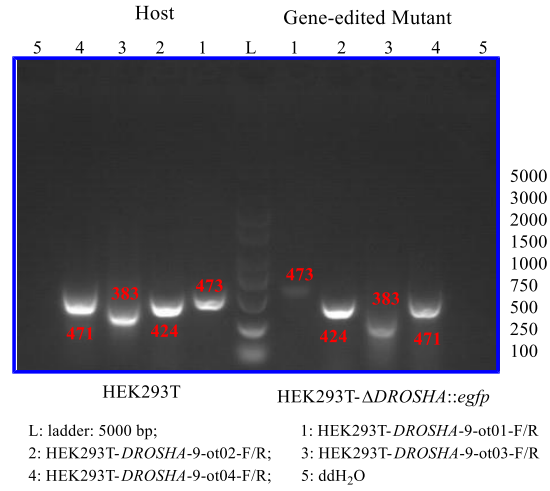 Host Gene-edited Mutant
5 4 3 2 1 L 1 2 3 4 5
5000
3000
2000
1500
1000
750
500
250
100
383 473 473 383
471 424 424 471
HEK293T HEK293T-ΔDROSHA::egfp
L: ladder: 5000 bp; 1: HEK293T-DROSHA-9-ot01-F/R
2: HEK293T-DROSHA-9-ot02-F/R; 3: HEK293T-DROSHA-9-ot03-F/R
4: HEK293T-DROSHA-9-ot04-F/R; 5: ddH₂O